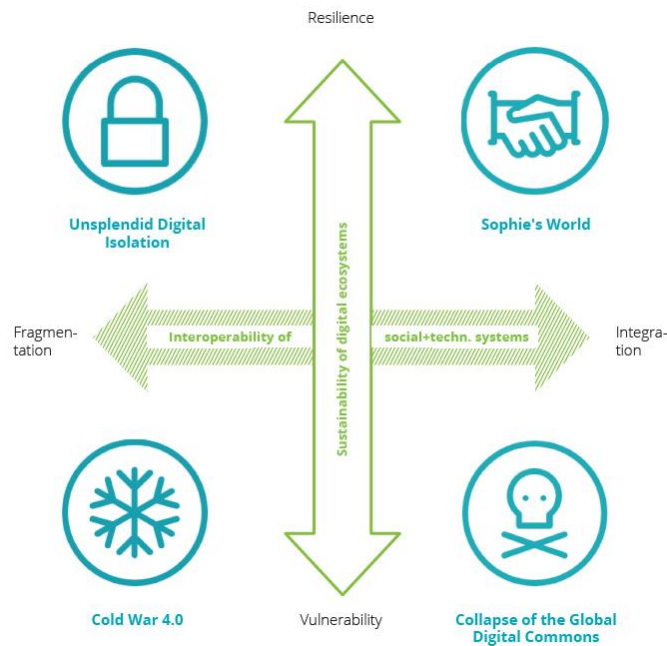 Resilience
Unsplendid Digital
Isolation
Sophie's World
Sustainability of digital ecosystems
Fragmen-
tation
Interoperability of
social+techn. systems
Integra-
tion
Cold War 4.0
Vulnerability
Collapse of the Global
Digital Commons